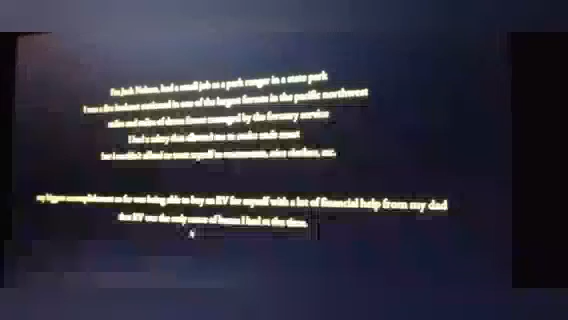 I'm Jack Nelson, had a small job as a park ranger in a state park
I was a fire lookout stationed in one of the largest forests in the pacific northwest
miles and miles of dense forest managed by the forestry service
I had a salary that allowed me to make ends meet
but I couldn't afford to treat myself to restaurants, nice clothes, etc.
my biggest accomplishment so far was being able to buy an RV for myself with a lot of financial help from my dad
that RV was the only sense of home I had at the time.